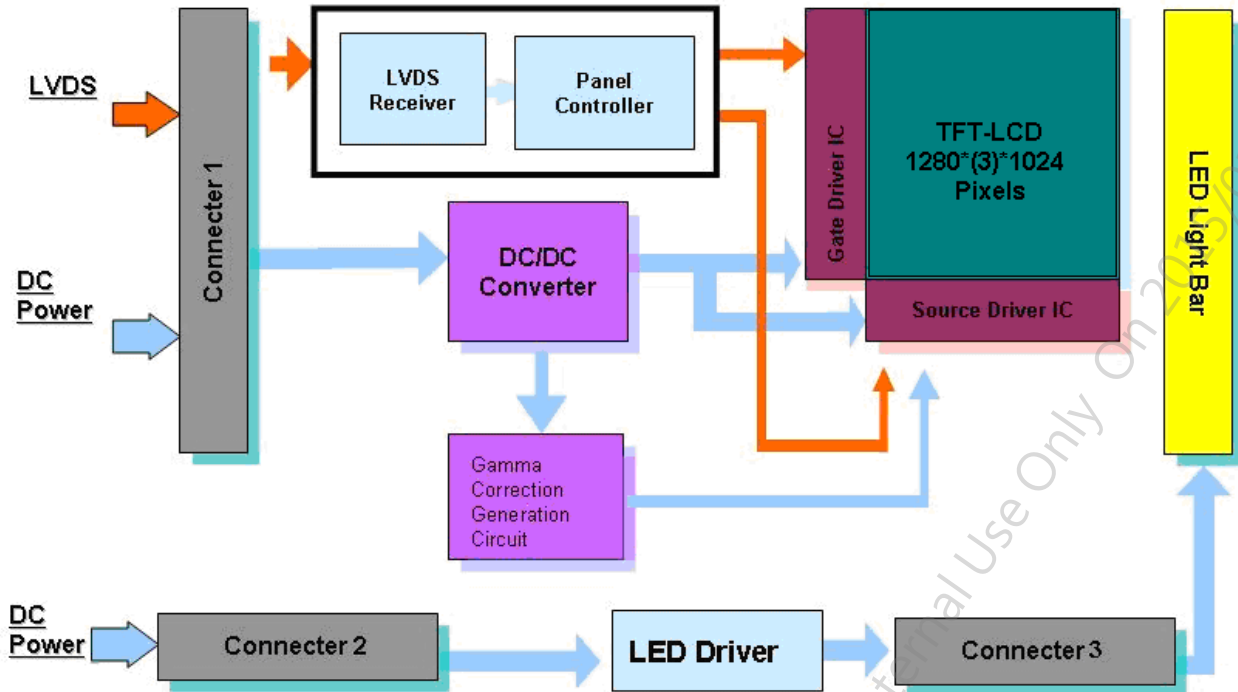 LVDS
DC
Power
Connecter 1
LVDS
Receiver
Panel
Controller
Gate Driver IC
TFT-LCD
1280*(3)*1024
Pixels
Source Driver IC
LED Light Bar
DC/DC
Converter
Gamma
Correction
Generation
Circuit
DC
Power
Connecter 2
LED Driver
Connecter 3
Use Only On